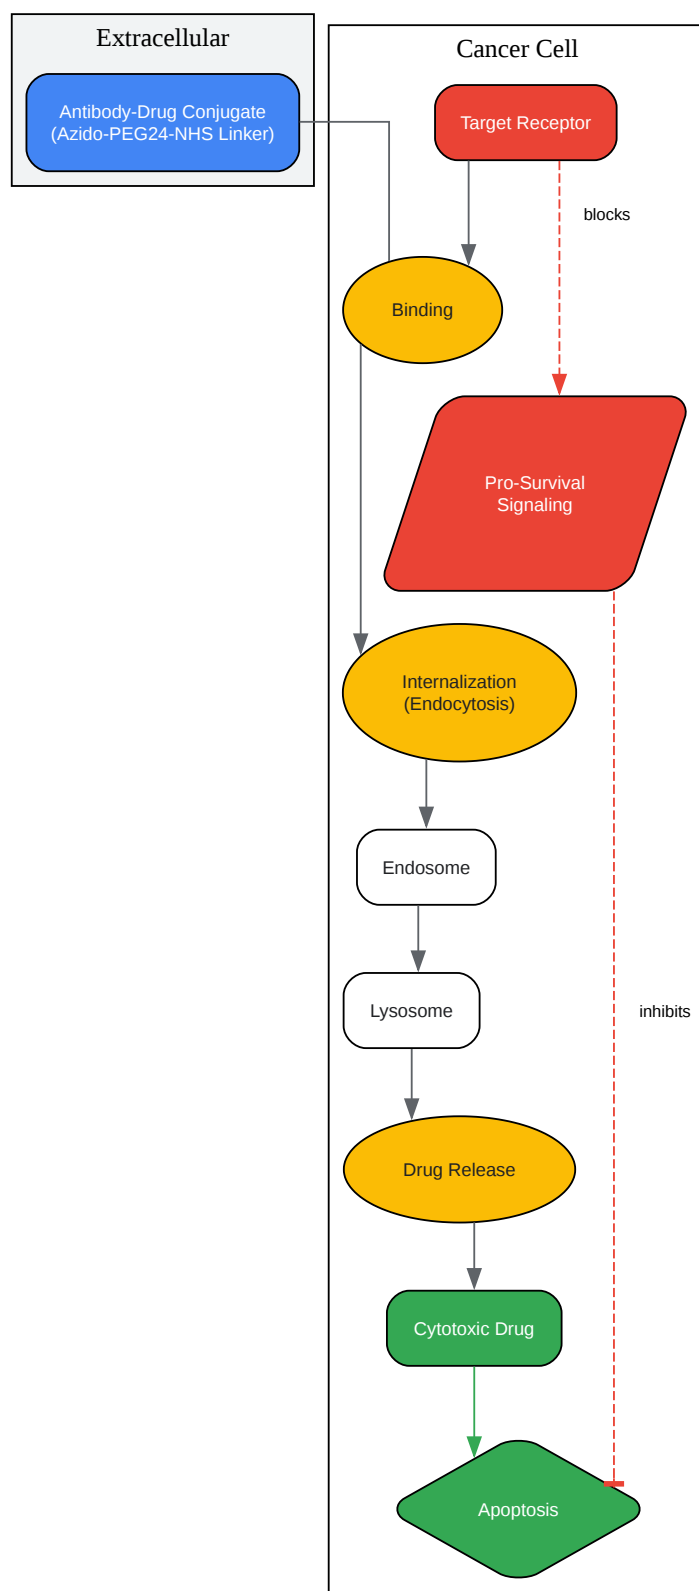 Extracellular
Cancer Cell
Antibody-Drug Conjugate
(Azido-PEG24-NHS Linker)
Target Receptor
blocks
Binding
Pro-Survival
Signaling
Internalization
(Endocytosis)
Endosome
Lysosome
inhibits
Drug Release
Cytotoxic Drug
Apoptosis